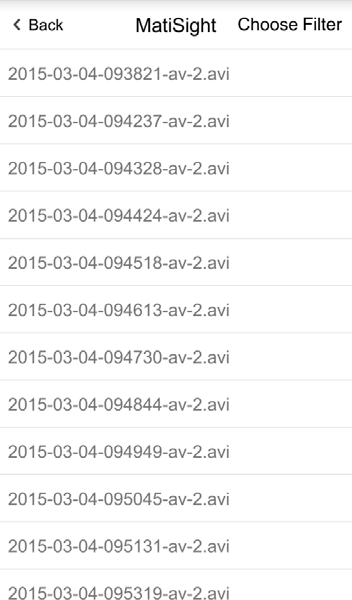 Back MatiSight Choose Filter
2015-03-04-093821-av-2.avi
2015-03-04-094237-av-2.avi
2015-03-04-094328-av-2.avi
2015-03-04-094424-av-2.avi
2015-03-04-094518-av-2.avi
2015-03-04-094613-av-2.avi
2015-03-04-094730-av-2.avi
2015-03-04-094844-av-2.avi
2015-03-04-094949-av-2.avi
2015-03-04-095045-av-2.avi
2015-03-04-095131-av-2.avi
2015-03-04-095319-av-2.avi